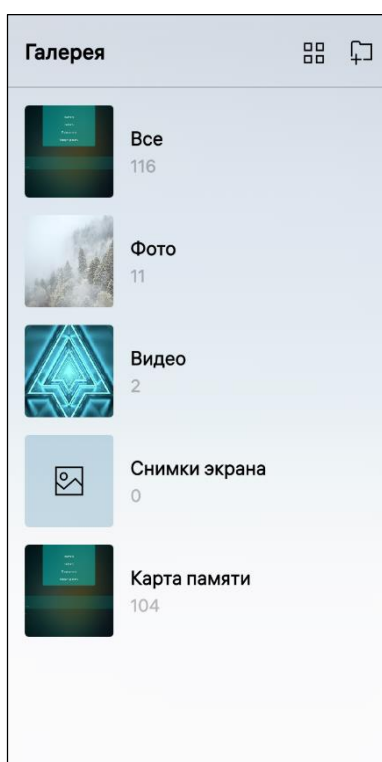 Галерея
Все
116
Фото
11
Видео
2
Снимки экрана
0
Карта памяти
104